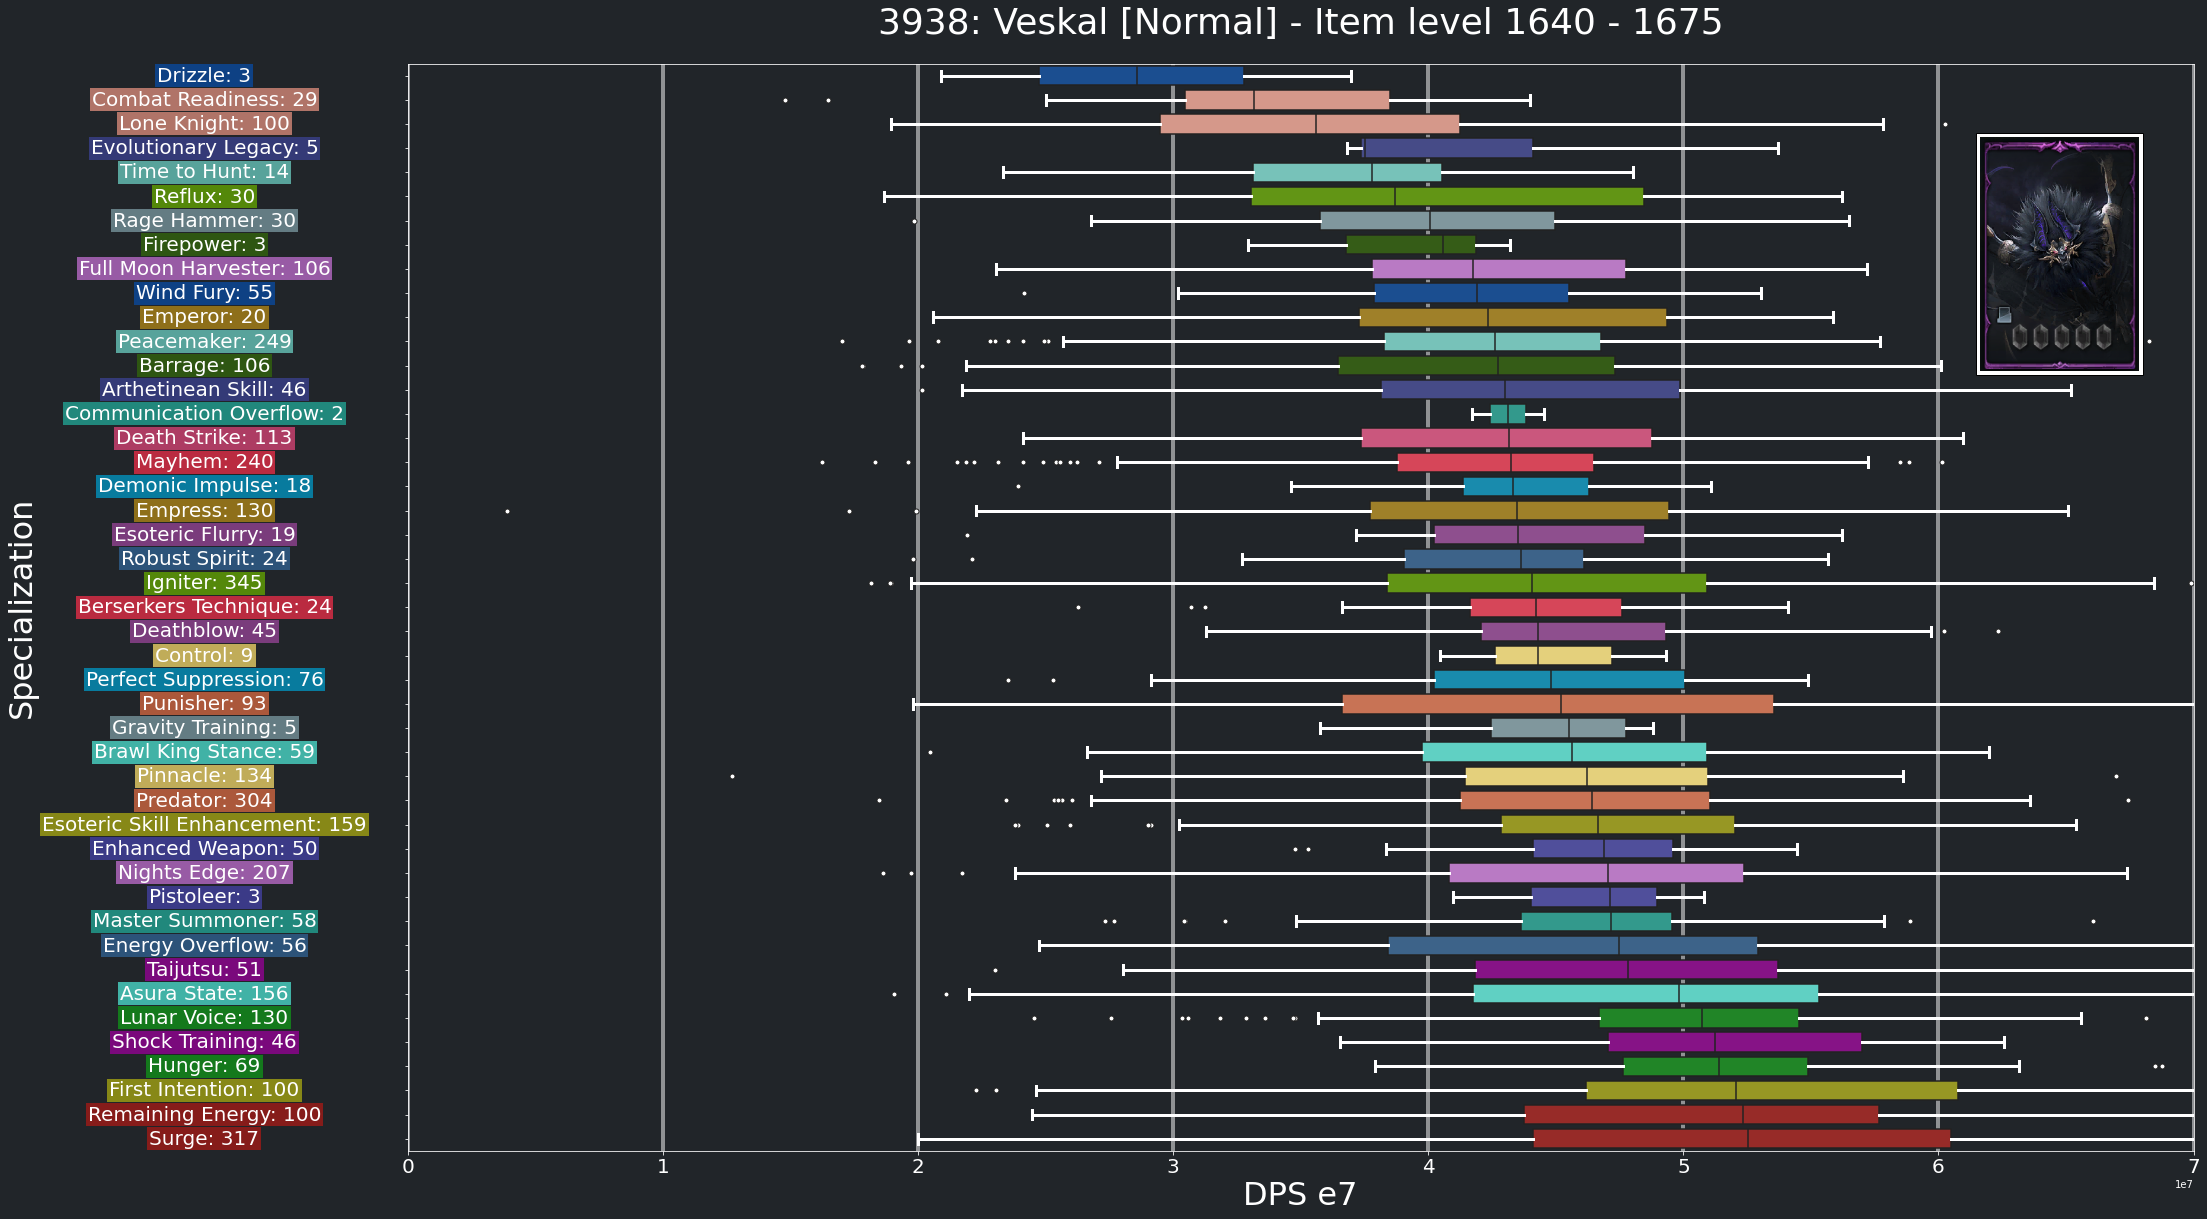 3938: Veskal [Normal] - Item level 1640 - 1675
Specialization
Drizzle: 3
Combat Readiness: 29
Lone Knight: 100
Evolutionary Legacy: 5
Time to Hunt: 14
Reflux: 30
Rage Hammer: 30
Firepower: 3
Full Moon Harvester: 106
Wind Fury: 55
Emperor: 20
Peacemaker: 249
Barrage: 106
Arthetinean Skill: 46
Communication Overflow: 2
Death Strike: 113
Mayhem: 240
Demonic Impulse: 18
Empress: 130
Esoteric Flurry: 19
Robust Spirit: 24
Igniter: 345
Berserkers Technique: 24
Deathblow: 45
Control: 9
Perfect Suppression: 76
Punisher: 93
Gravity Training: 5
Brawl King Stance: 59
Pinnacle: 134
Predator: 304
Esoteric Skill Enhancement: 159
Enhanced Weapon: 50
Nights Edge: 207
Pistoleer: 3
Master Summoner: 58
Energy Overflow: 56
Taijutsu: 51
Asura State: 156
Lunar Voice: 130
Shock Training: 46
Hunger: 69
First Intention: 100
Remaining Energy: 100
Surge: 317
0 1 2 3 4 5 6 7
1e7
DPS e7